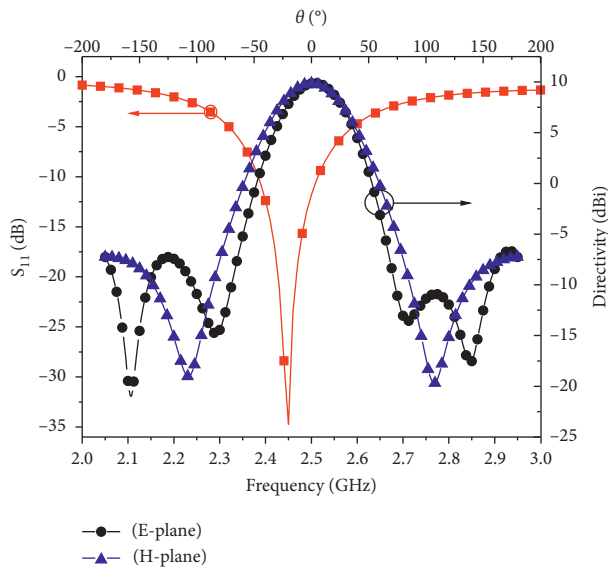 θ (°)
−200 −150 −100 −50 0 50 100 150 200
0
−5
−10
−15
−20
−25
−30
−35
S11 (dB)
10
5
0
−5
−10
−15
−20
−25
Directivity (dBi)
2.0 2.1 2.2 2.3 2.4 2.5 2.6 2.7 2.8 2.9 3.0
Frequency (GHz)
(E-plane)
(H-plane)